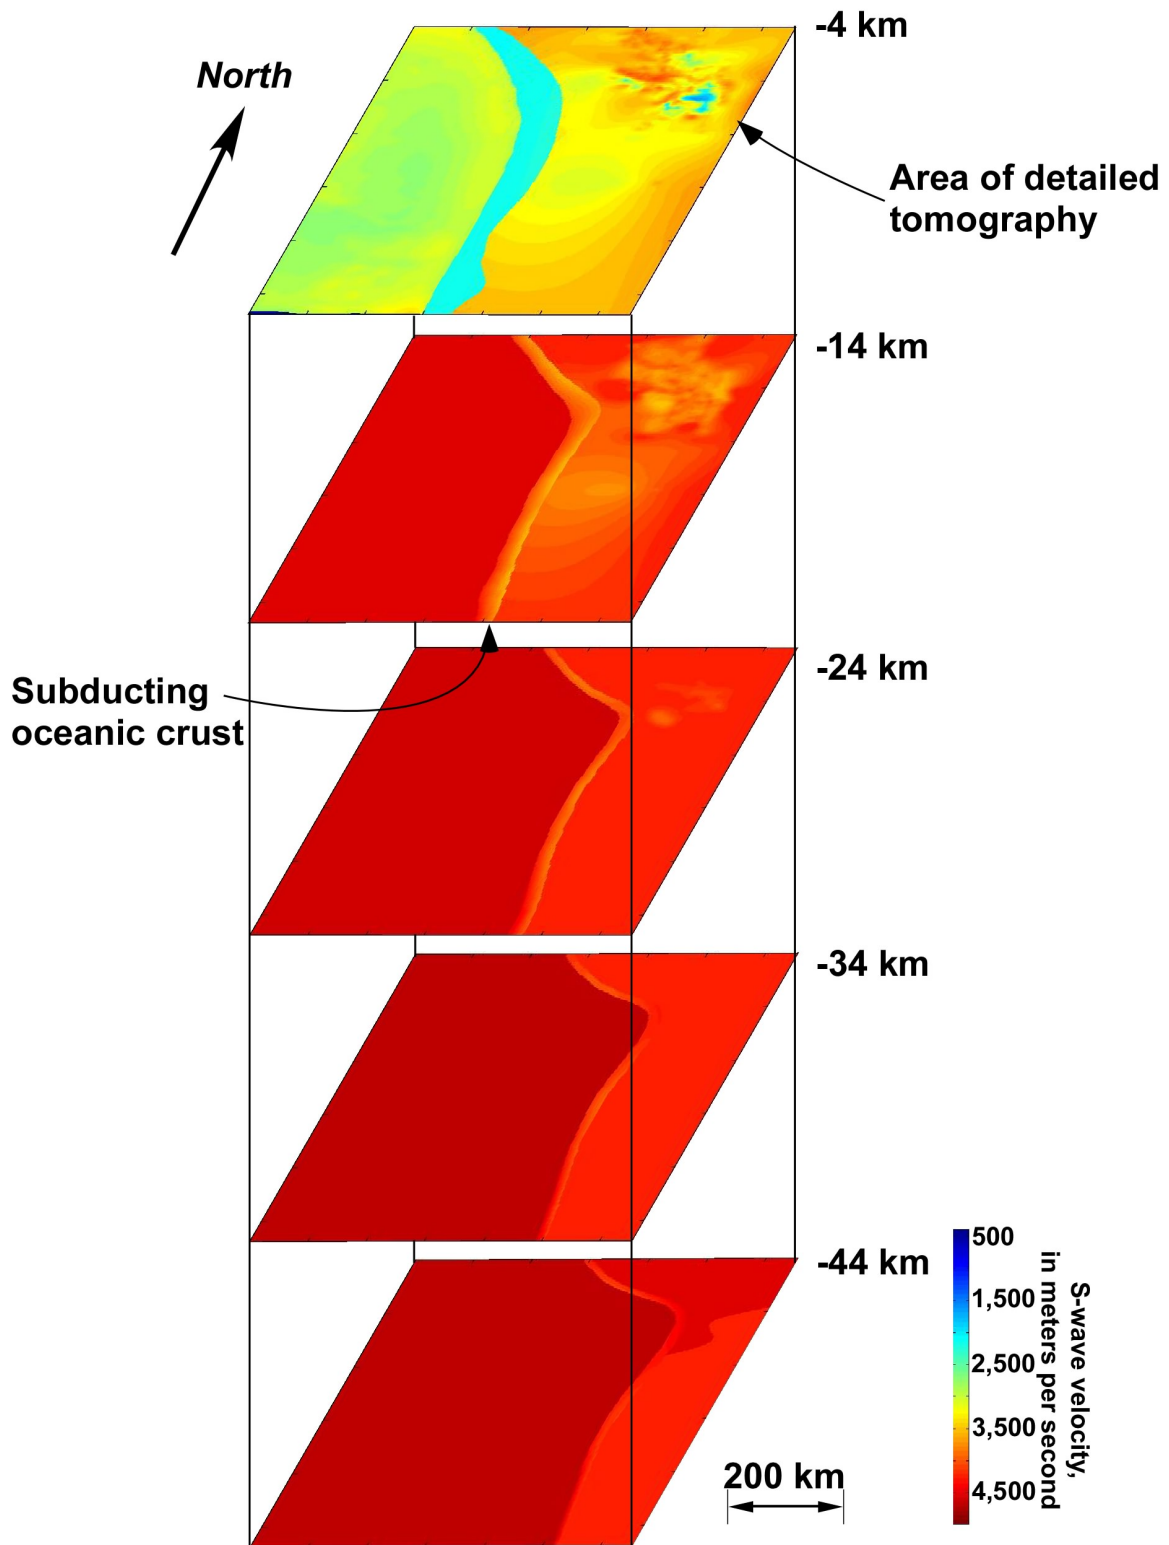 -4 km
North
Area of detailed
tomography
-14 km
Subducting
oceanic crust
-24 km
-34 km
-44 km
500
1,500
2,500
3,500
4,500
S-wave velocity,
in meters per second
200 km